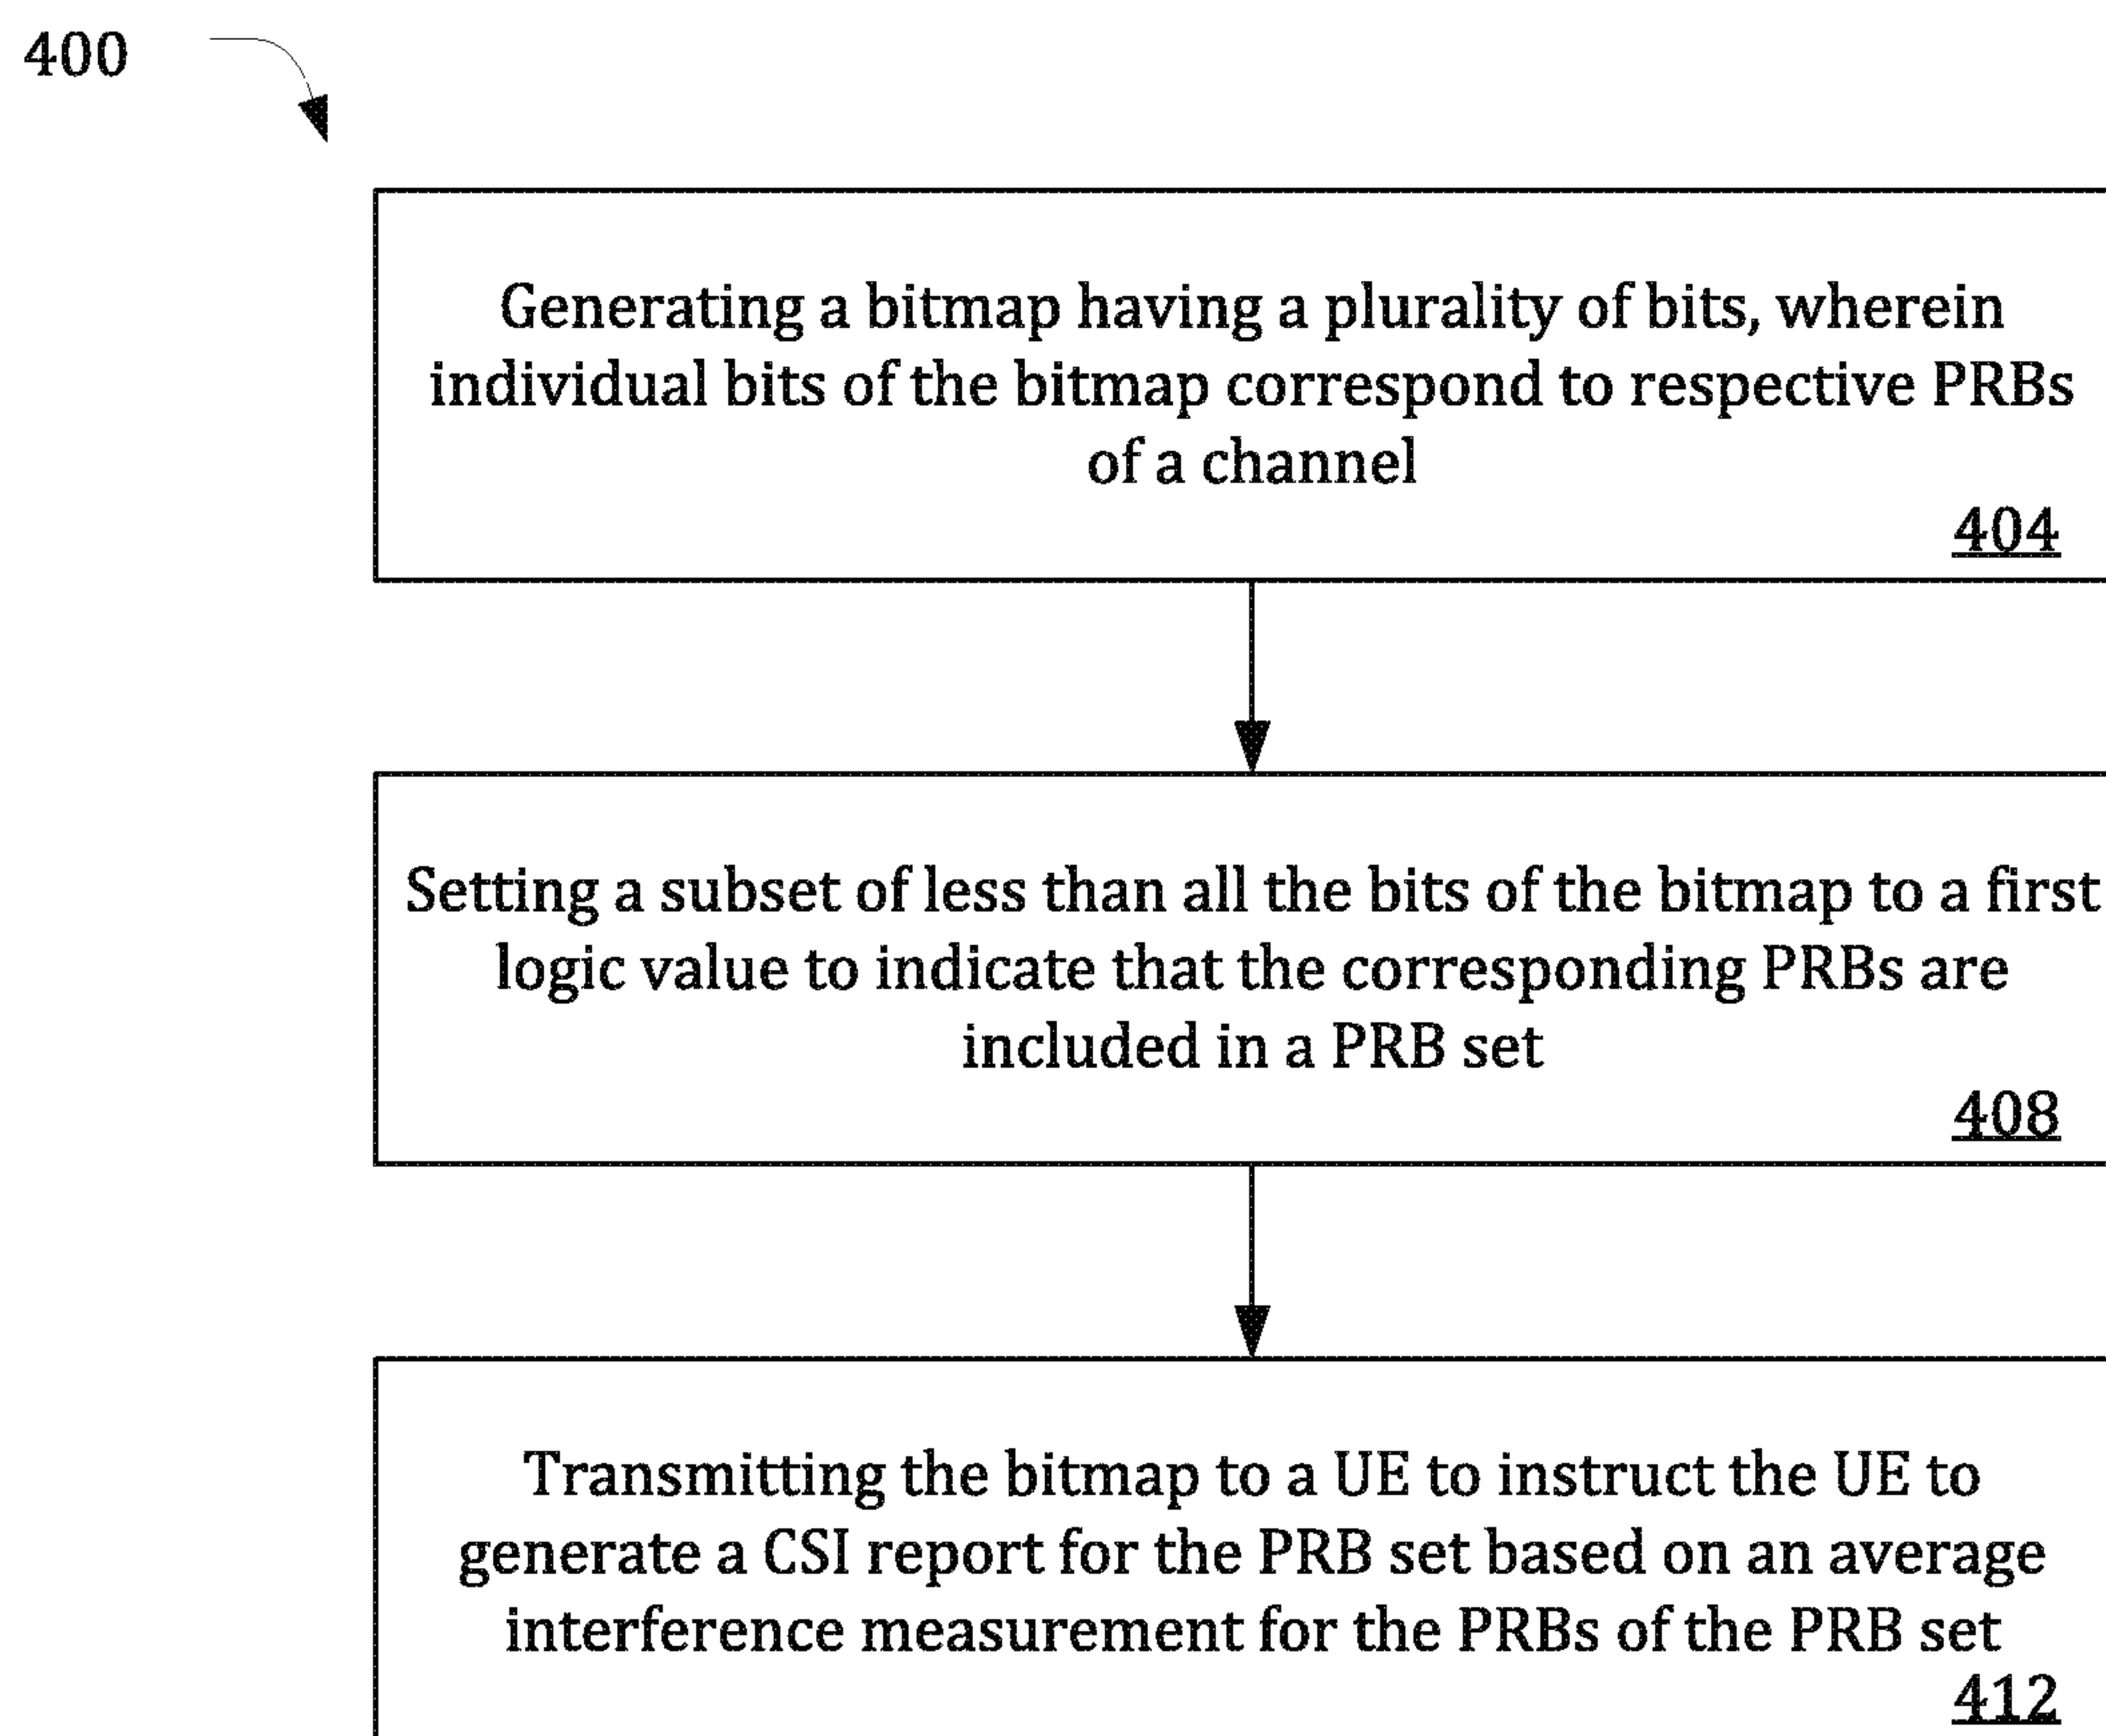 400
Generating a bitmap having a plurality of bits, wherein
individual bits of the bitmap correspond to respective PRBs
of a channel
404
Setting a subset of less than all the bits of the bitmap to a first
logic value to indicate that the corresponding PRBs are
included in a PRB set
408
Transmitting the bitmap to a UE to instruct the UE to
generate a CSI report for the PRB set based on an average
interference measurement for the PRBs of the PRB set
412